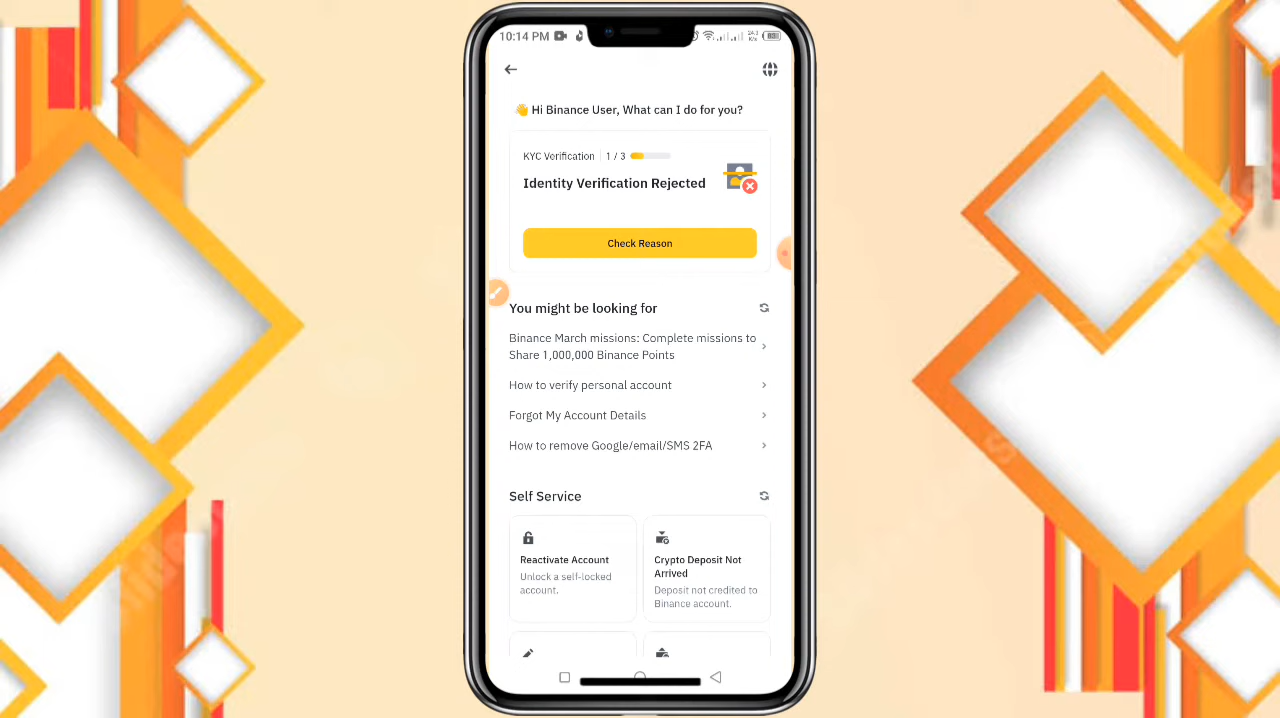 10:14 PM
👋 Hi Binance User, What can I do for you?
KYC Verification | 1 / 3
Identity Verification Rejected
Check Reason
You might be looking for
Binance March missions: Complete missions to
Share 1,000,000 Binance Points
How to verify personal account
Forgot My Account Details
How to remove Google/email/SMS 2FA
Self Service
Reactivate Account
Unlock a self-locked
account.
Crypto Deposit Not
Arrived
Deposit not credited to
Binance account.